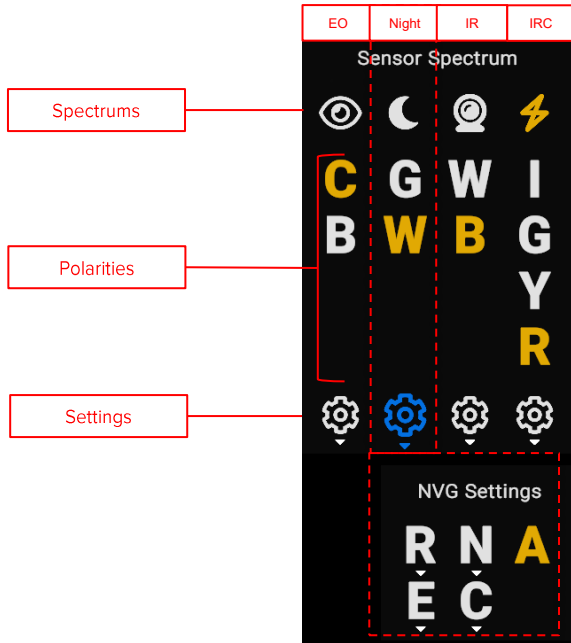 EO Night IR IRC
Sensor Spectrum
Spectrums
C G W I
B W B G
Polarities
Y
R
Settings
NVG Settings
R N A
E C